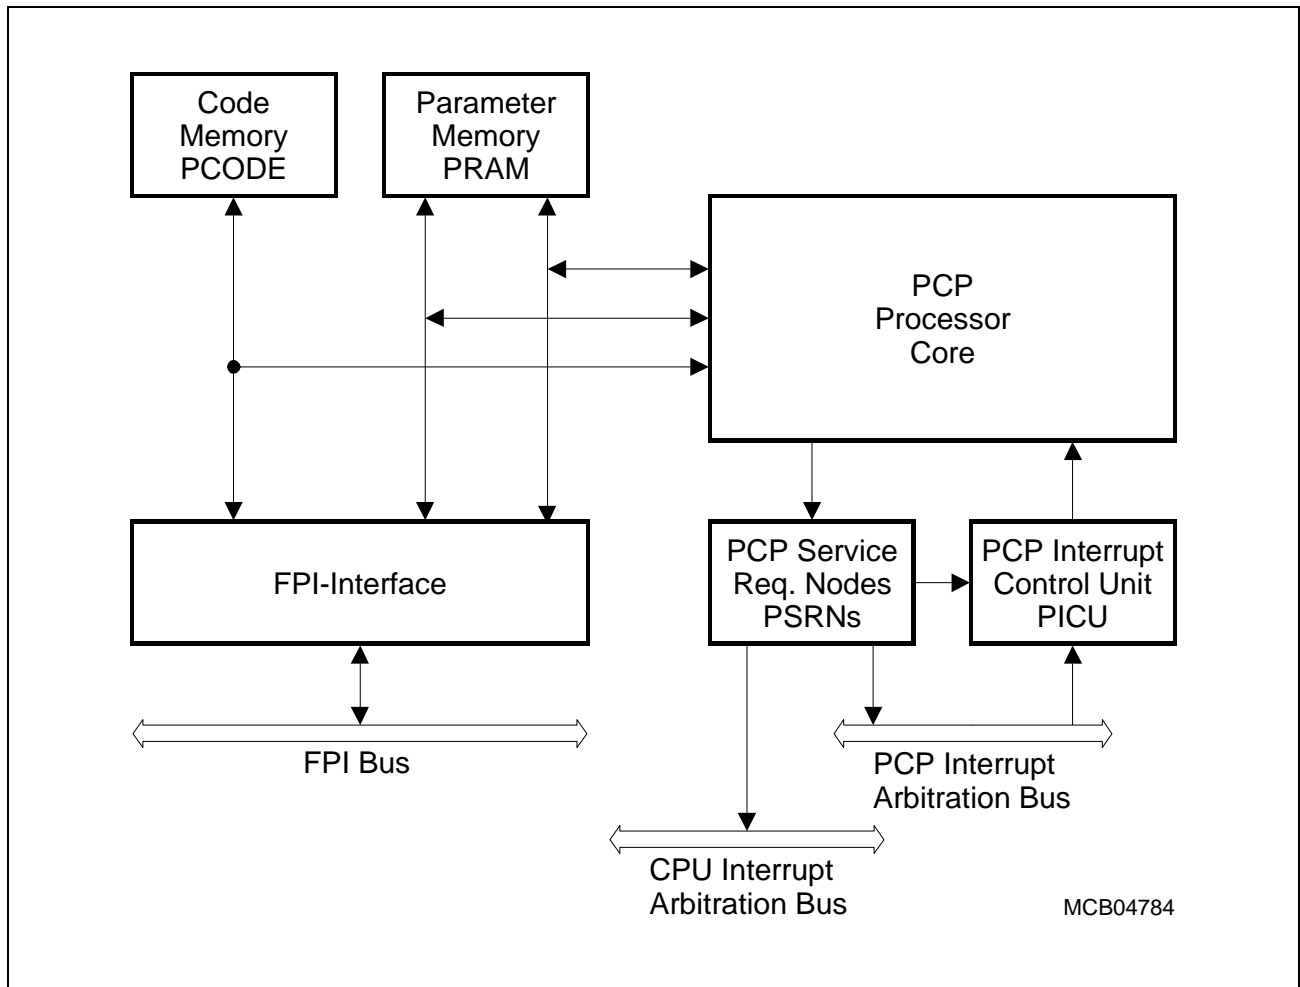 Code
Memory
PCODE
Parameter
Memory
PRAM
PCP
Processor
Core
FPI-Interface
PCP Service
Req. Nodes
PSRNs
PCP Interrupt
Control Unit
PICU
FPI Bus
PCP Interrupt
Arbitration Bus
CPU Interrupt
Arbitration Bus
MCB04784